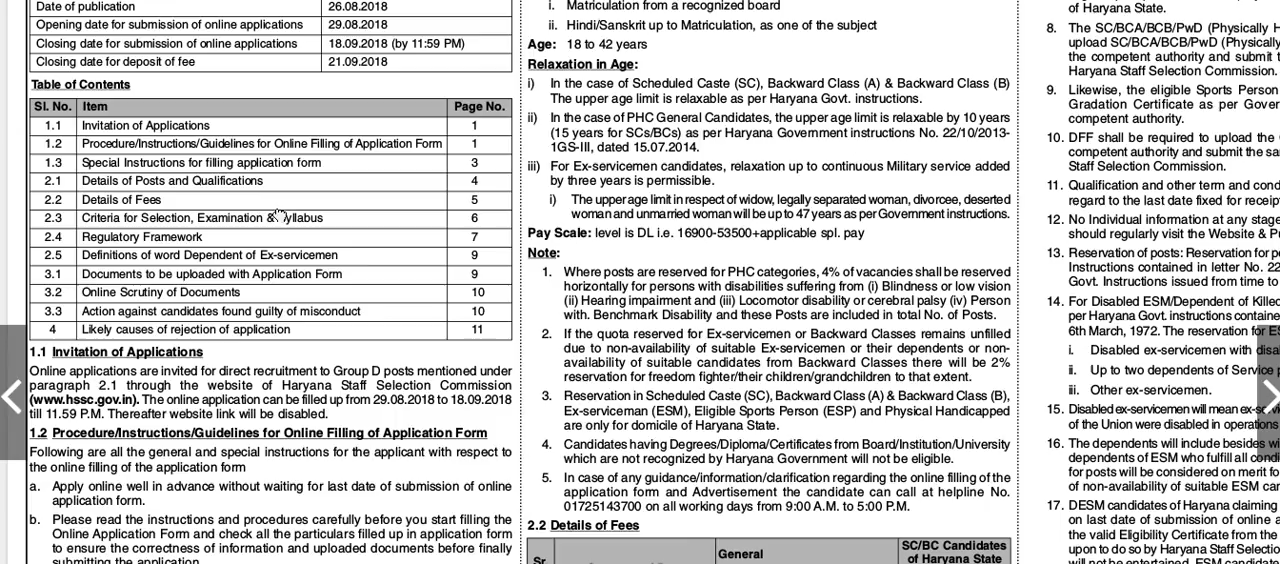 Date of publication 26.08.2018
Opening date for submission of online applications 29.08.2018
Closing date for submission of online applications 18.09.2018 (by 11:59 PM)
Closing date for deposit of fee 21.09.2018
Table of Contents
Sl. No. Item Page No.
1.1 Invitation of Applications 1
1.2 Procedure/Instructions/Guidelines for Online Filling of Application Form 1
1.3 Special Instructions for filling application form 3
2.1 Details of Posts and Qualifications 4
2.2 Details of Fees 5
2.3 Criteria for Selection, Examination & Syllabus 6
2.4 Regulatory Framework 7
2.5 Definitions of word Dependent of Ex-servicemen 9
3.1 Documents to be uploaded with Application Form 9
3.2 Online Scrutiny of Documents 10
3.3 Action against candidates found guilty of misconduct 10
4 Likely causes of rejection of application 11
1.1 Invitation of Applications
Online applications are invited for direct recruitment to Group D posts mentioned under
paragraph 2.1 through the website of Haryana Staff Selection Commission
(www.hssc.gov.in). The online application can be filled up from 29.08.2018 to 18.09.2018
till 11.59 P.M. Thereafter website link will be disabled.
1.2 Procedure/Instructions/Guidelines for Online Filling of Application Form
Following are all the general and special instructions for the applicant with respect to
the online filling of the application form
a. Apply online well in advance without waiting for last date of submission of online
application form.
b. Please read the instructions and procedures carefully before you start filling the
Online Application Form and check all the particulars filled up in application form
to ensure the correctness of information and uploaded documents before finally
submitting the application.
i. Matriculation from a recognized board
ii. Hindi/Sanskrit up to Matriculation, as one of the subject
Age: 18 to 42 years
Relaxation in Age:
i) In the case of Scheduled Caste (SC), Backward Class (A) & Backward Class (B)
The upper age limit is relaxable as per Haryana Govt. instructions.
ii) In the case of PHC General Candidates, the upper age limit is relaxable by 10 years
(15 years for SCs/BCs) as per Haryana Government instructions No. 22/10/2013-
1GS-III, dated 15.07.2014.
iii) For Ex-servicemen candidates, relaxation up to continuous Military service added
by three years is permissible.
i) The upper age limit in respect of widow, legally separated woman, divorcee, deserted
woman and unmarried woman will be up to 47 years as per Government instructions.
Pay Scale: level is DL i.e. 16900-53500+applicable spl. pay
Note:
1. Where posts are reserved for PHC categories, 4% of vacancies shall be reserved
horizontally for persons with disabilities suffering from (i) Blindness or low vision
(ii) Hearing impairment and (iii) Locomotor disability or cerebral palsy (iv) Person
with. Benchmark Disability and these Posts are included in total No. of Posts.
2. If the quota reserved for Ex-servicemen or Backward Classes remains unfilled
due to non-availability of suitable Ex-servicemen or their dependents or non-
availability of suitable candidates from Backward Classes there will be 2%
reservation for freedom fighter/their children/grandchildren to that extent.
3. Reservation in Scheduled Caste (SC), Backward Class (A) & Backward Class (B),
Ex-serviceman (ESM), Eligible Sports Person (ESP) and Physical Handicapped
are only for domicile of Haryana State.
4. Candidates having Degrees/Diploma/Certificates from Board/Institution/University
which are not recognized by Haryana Government will not be eligible.
5. In case of any guidance/information/clarification regarding the online filling of the
application form and Advertisement the candidate can call at helpline No.
01725143700 on all working days from 9:00 A.M. to 5:00 P.M.
2.2 Details of Fees
Sr. General SC/BC Candidates
of Haryana State
of Haryana State.
8. The SC/BCA/BCB/PwD (Physically H
upload SC/BCA/BCB/PwD (Physically
the competent authority and submit t
Haryana Staff Selection Commission.
9. Likewise, the eligible Sports Person
Gradation Certificate as per Gover
competent authority.
10. DFF shall be required to upload the
competent authority and submit the sa
Staff Selection Commission.
11. Qualification and other term and cond
regard to the last date fixed for receip
12. No Individual information at any stage
should regularly visit the Website & Pu
13. Reservation of posts: Reservation for p
Instructions contained in letter No. 22
Govt. Instructions issued from time to
14. For Disabled ESM/Dependent of Killed
per Haryana Govt. instructions containe
6th March, 1972. The reservation for ES
i. Disabled ex-servicemen with disa
ii. Up to two dependents of Service p
iii. Other ex-servicemen.
15. Disabled ex-servicemen will mean ex-
of the Union were disabled in operations
16. The dependents will include besides wi
dependents of ESM who fulfill all condi
for posts will be considered on merit fo
of non-availability of suitable ESM can
17. DESM candidates of Haryana claiming
on last date of submission of online a
the valid Eligibility Certificate from the
upon to do so by Haryana Staff Selectio
will not be entertained. ESM candidate